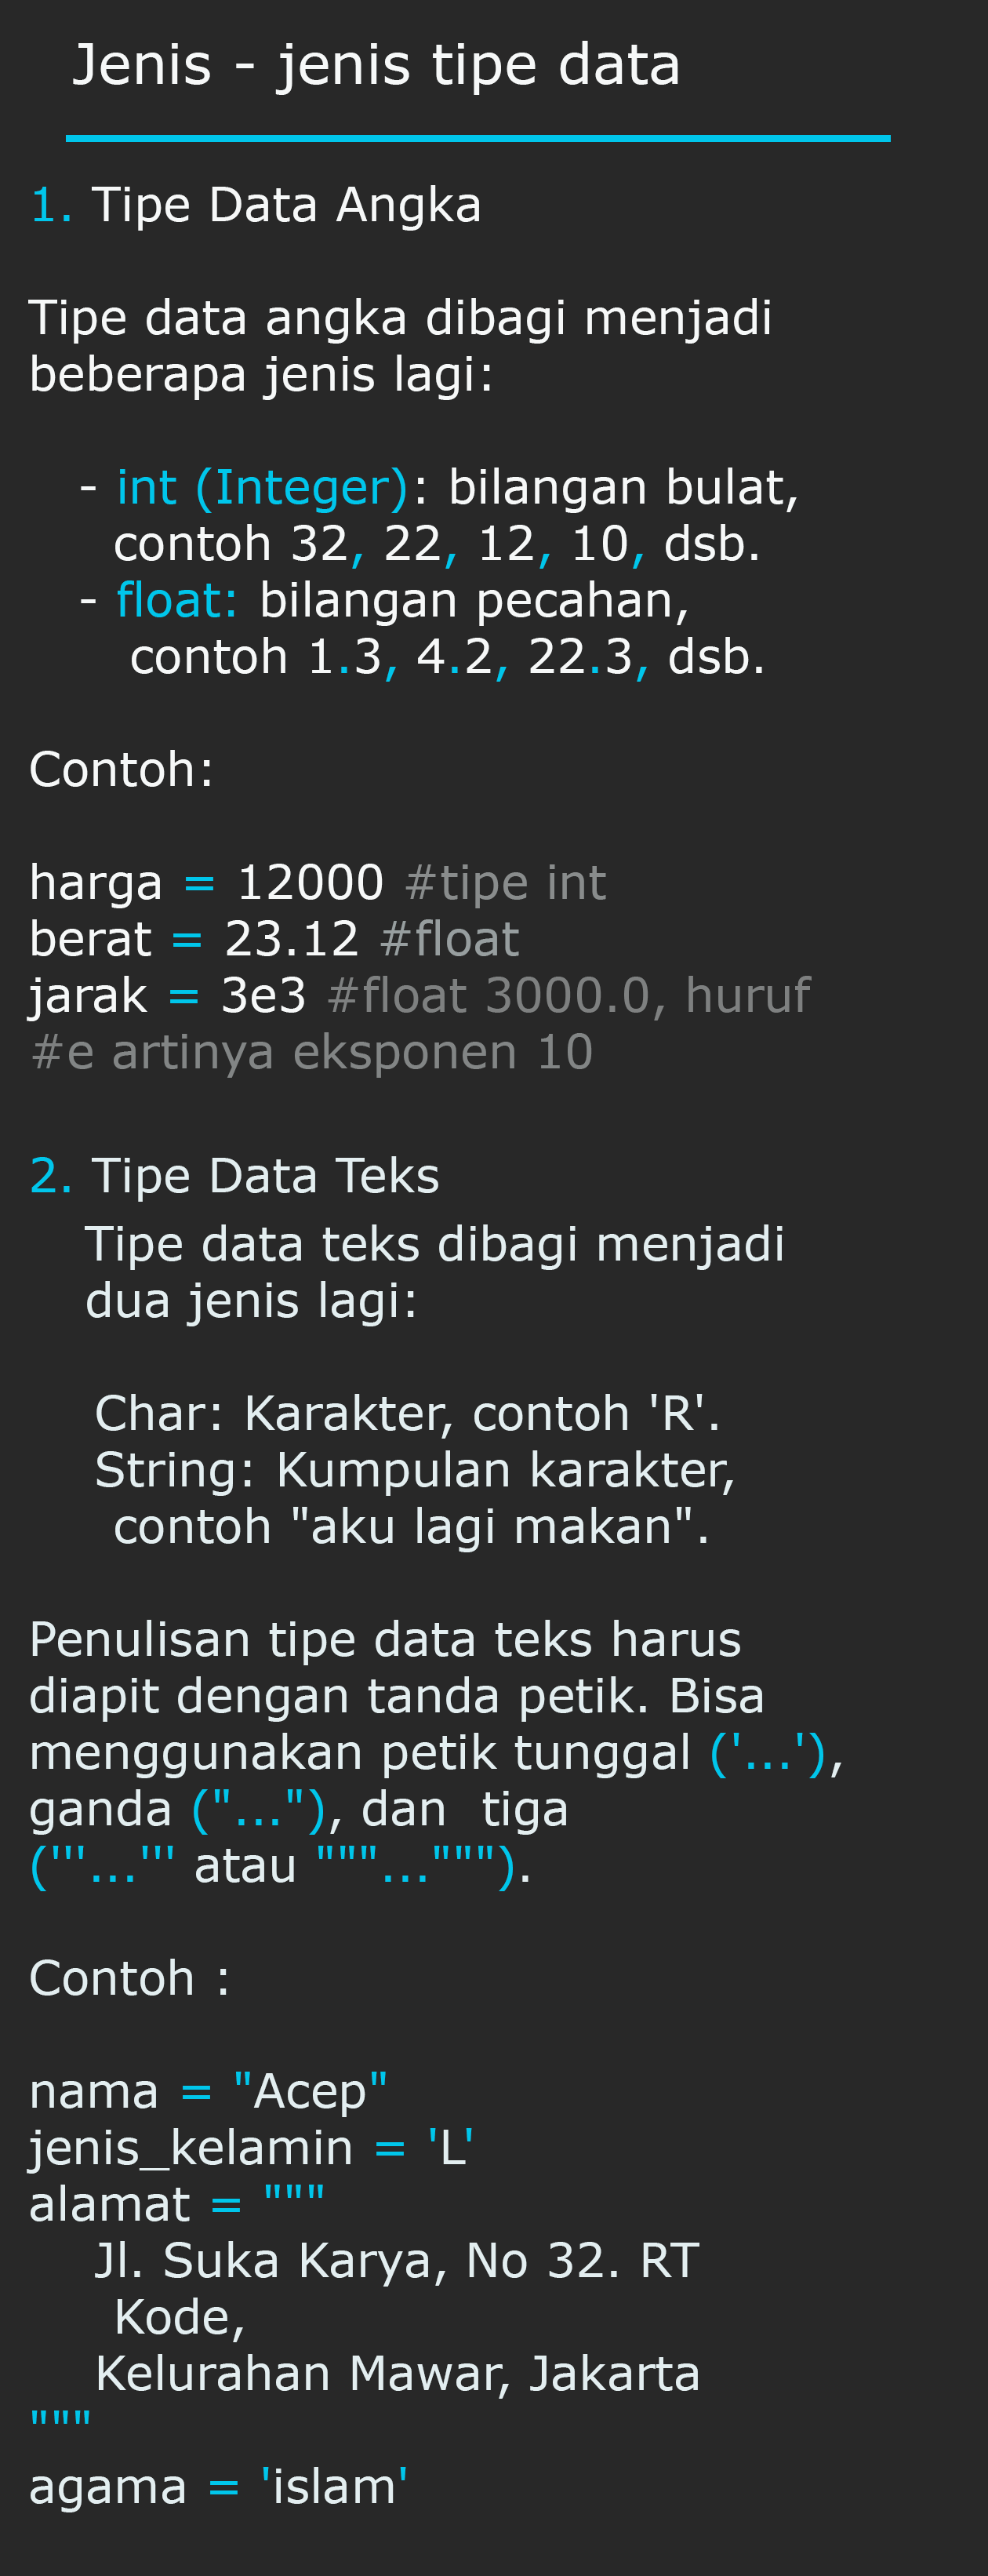 Jenis - jenis tipe data
1. Tipe Data Angka
Tipe data angka dibagi menjadi
beberapa jenis lagi:
- int (Integer): bilangan bulat,
contoh 32, 22, 12, 10, dsb.
- float: bilangan pecahan,
contoh 1.3, 4.2, 22.3, dsb.
Contoh:
harga = 12000 #tipe int
berat = 23.12 #float
jarak = 3e3 #float 3000.0, huruf
#e artinya eksponen 10
2. Tipe Data Teks
Tipe data teks dibagi menjadi
dua jenis lagi:
Char: Karakter, contoh 'R'.
String: Kumpulan karakter,
contoh "aku lagi makan".
Penulisan tipe data teks harus
diapit dengan tanda petik. Bisa
menggunakan petik tunggal ('...'),
ganda ("..."), dan  tiga
('''...''' atau """...""").
Contoh :
nama = "Acep"
jenis_kelamin = 'L'
alamat = """
Jl. Suka Karya, No 32. RT
Kode,
Kelurahan Mawar, Jakarta
"""
agama = 'islam'